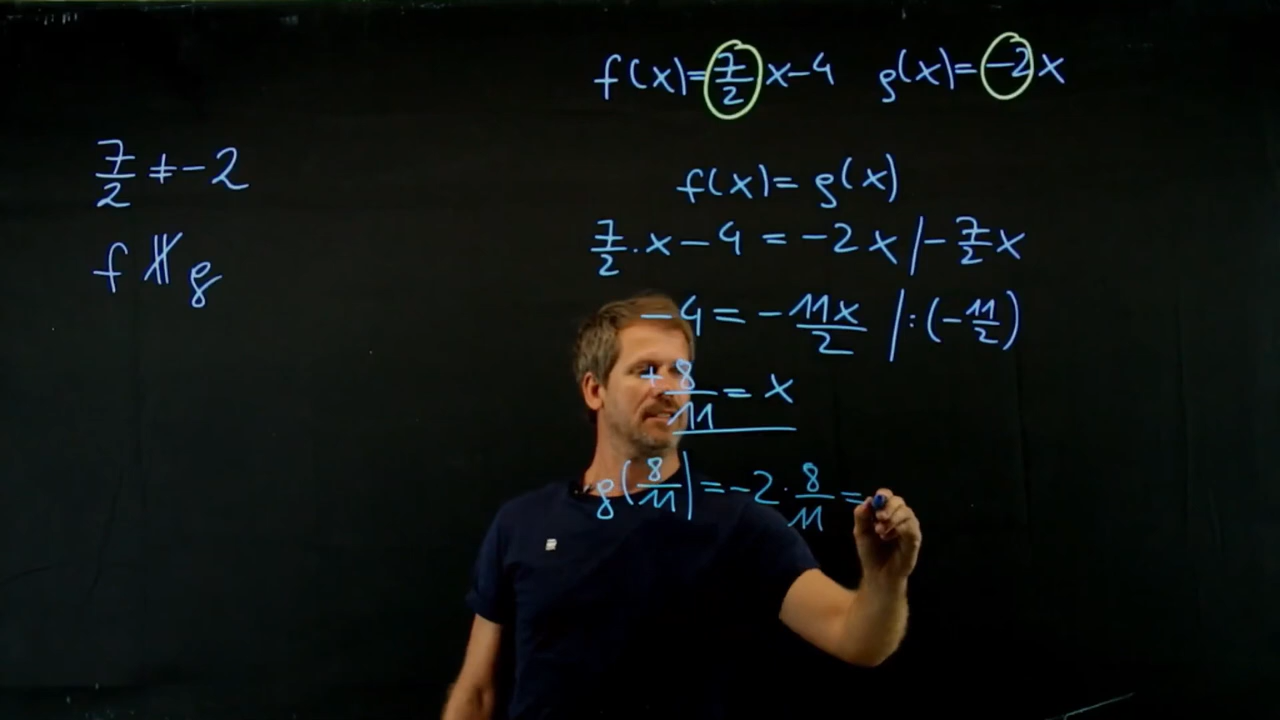 f(x)=7/2 x-4 g(x)=-2x
7/2 ≠ -2
f ∦ g
f(x)= g(x)
7/2 · x - 4 = -2x |- 7/2 x
-4 = - 11x/2 |:(- 11/2)
+ 8/11 = x
g(8/11) = -2 · 8/11 =